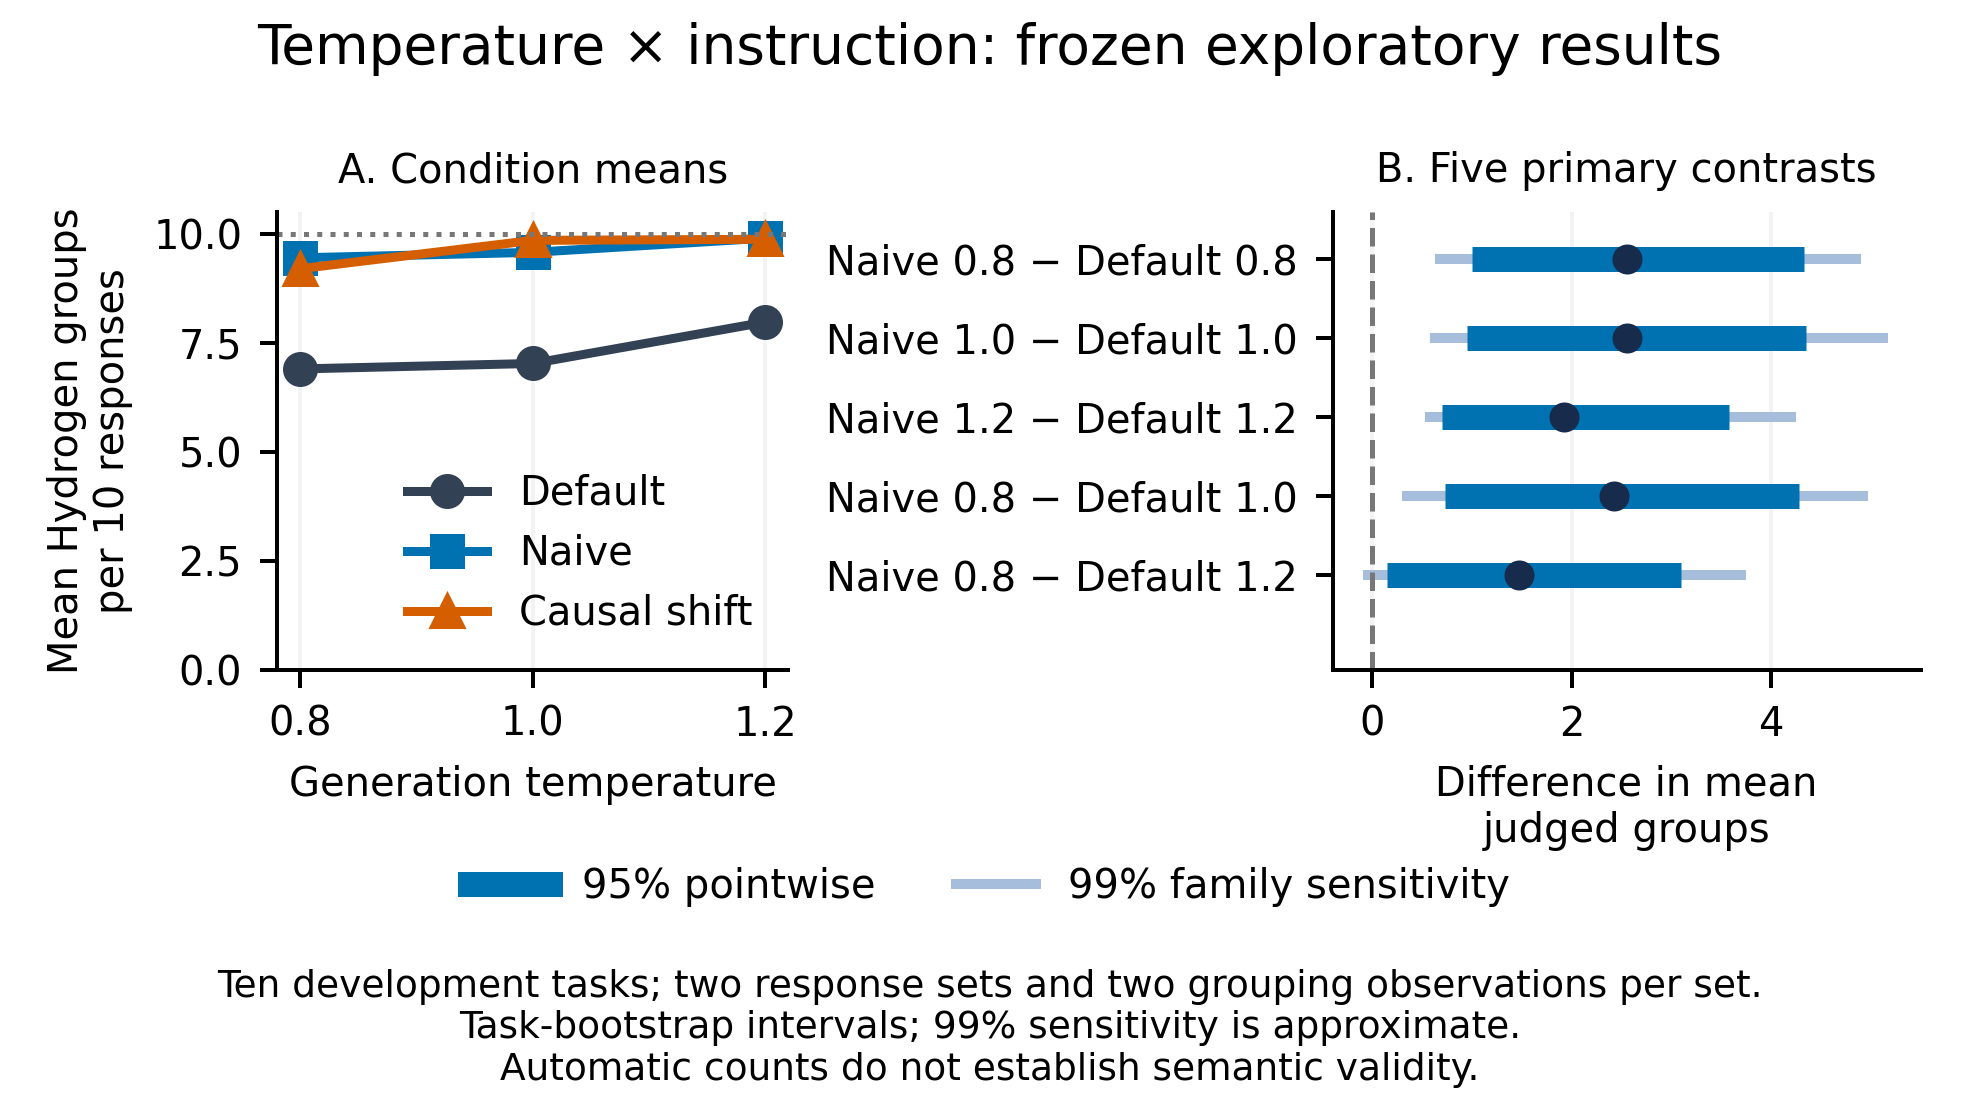 Temperature × instruction: frozen exploratory results
A. Condition means
Mean Hydrogen groups
per 10 responses
10.0
7.5
5.0
2.5
0.0
Default
Naive
Causal shift
0.8 1.0 1.2
Generation temperature
B. Five primary contrasts
Naive 0.8 − Default 0.8
Naive 1.0 − Default 1.0
Naive 1.2 − Default 1.2
Naive 0.8 − Default 1.0
Naive 0.8 − Default 1.2
0 2 4
Difference in mean
judged groups
95% pointwise 99% family sensitivity
Ten development tasks; two response sets and two grouping observations per set.
Task-bootstrap intervals; 99% sensitivity is approximate.
Automatic counts do not establish semantic validity.